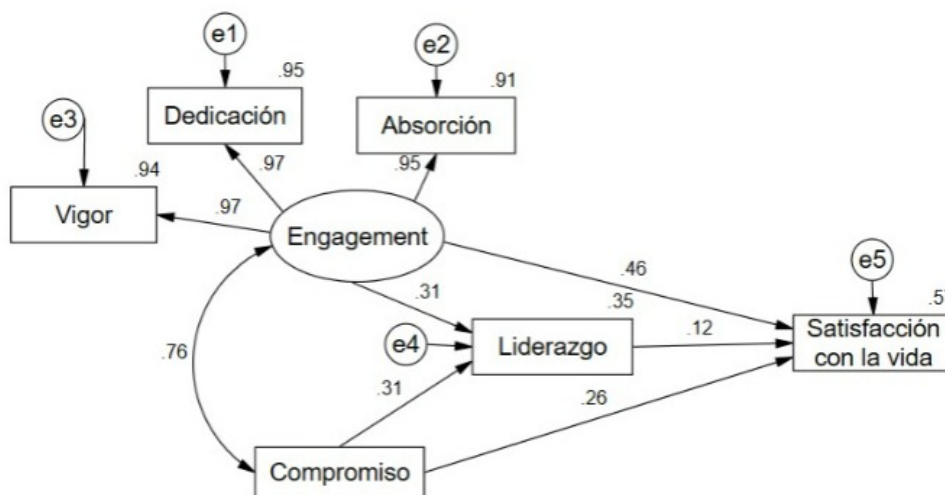 e1
e2
.95
.91
Dedicación
Absorción
e3
.94
.97
.95
Vigor
.97
Engagement
e5
.46
.57
.31
.35
.12
Satisfacción
con la vida
e4
Liderazgo
.76
.31
.26
Compromiso